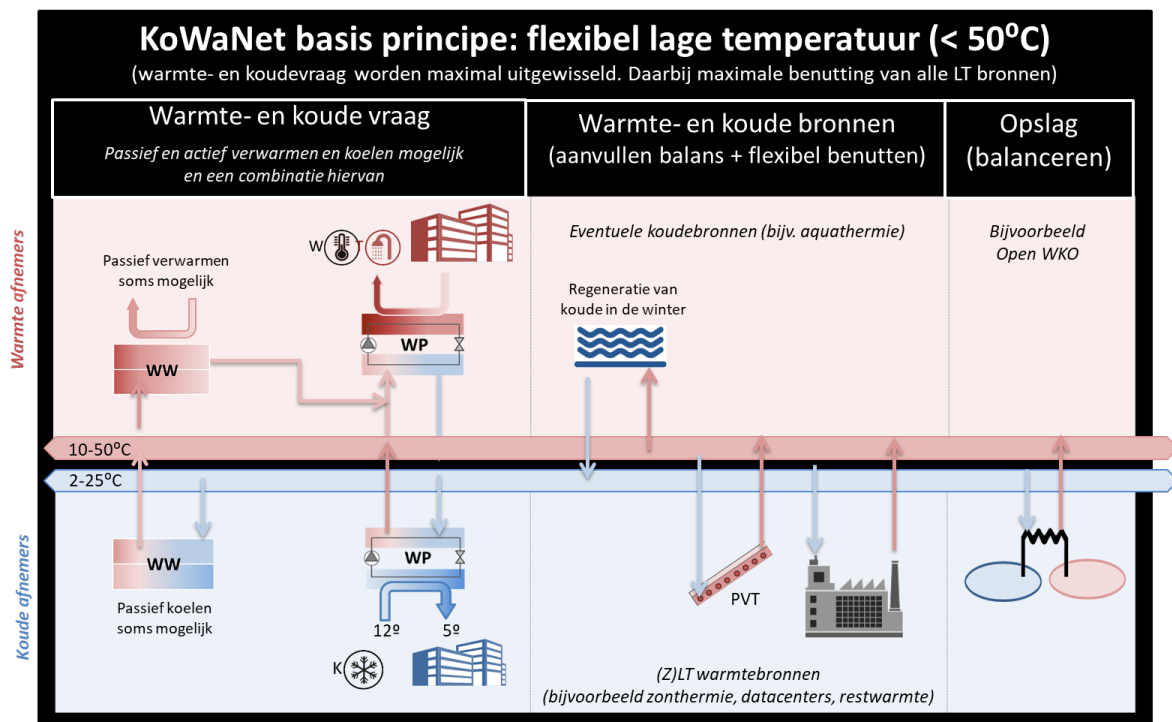 KoWaNet basis principe: flexibel lage temperatuur (< 50⁰C)
(warmte- en koudevraag worden maximal uitgewisseld. Daarbij maximale benutting van alle LT bronnen)
Warmte- en koude vraag
Passief en actief verwarmen en koelen mogelijk
en een combinatie hiervan
Warmte- en koude bronnen
(aanvullen balans + flexibel benutten)
Opslag
(balanceren)
Warmte afnemers
Passief verwarmen
soms mogelijk
WW
W
T
WP
Eventuele koudebronnen (bijv. aquathermie)
Regeneratie van
koude in de winter
Bijvoorbeeld
Open WKO
10-50⁰C
2-25⁰C
Koude afnemers
WW
Passief koelen
soms mogelijk
WP
12º
5º
K
PVT
(Z)LT warmtebronnen
(bijvoorbeeld zonthermie, datacenters, restwarmte)